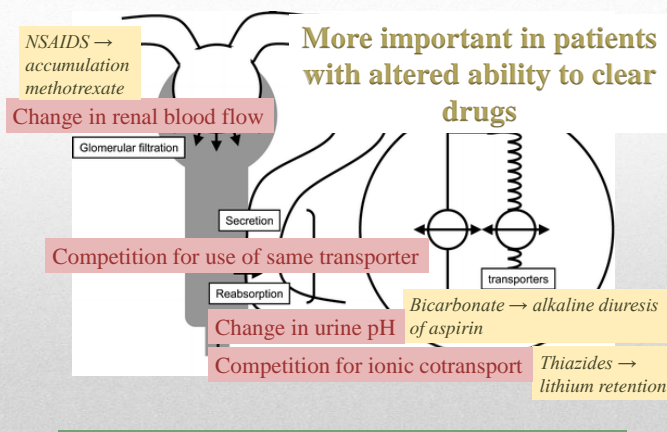 NSAIDS →
accumulation
methotrexate
More important in patients
with altered ability to clear
drugs
Change in renal blood flow
Glomerular filtration
Secretion
Competition for use of same transporter
transporters
Reabsorption
Bicarbonate → alkaline diuresis
of aspirin
Change in urine pH
Competition for ionic cotransport
Thiazides →
lithium retention